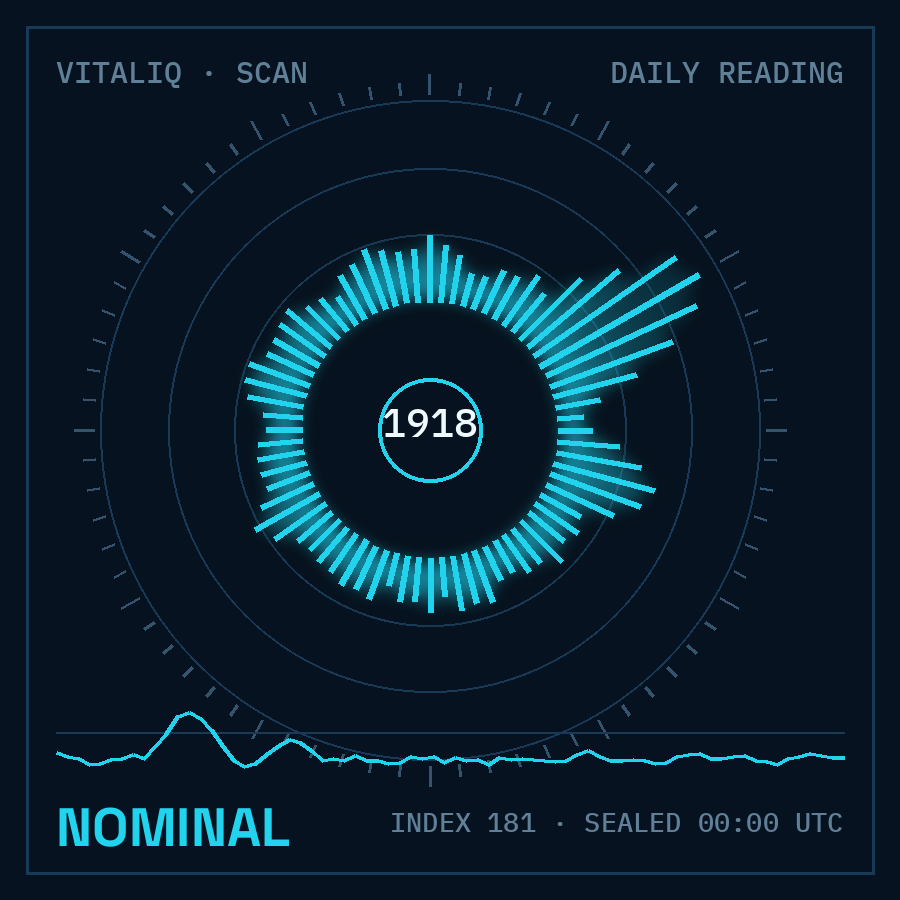 VITALIQ · SCAN
DAILY READING
1918
NOMINAL
INDEX 181 · SEALED 00:00 UTC